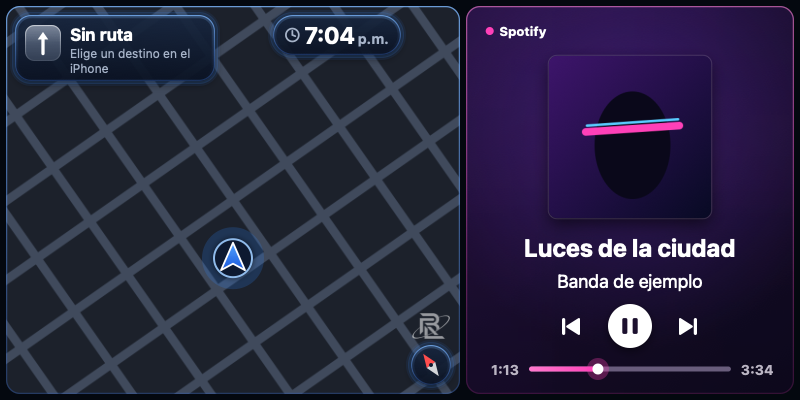 Sin ruta
Elige un destino en el
iPhone
7:04 p.m.
Spotify
Luces de la ciudad
Banda de ejemplo
1:13
3:34